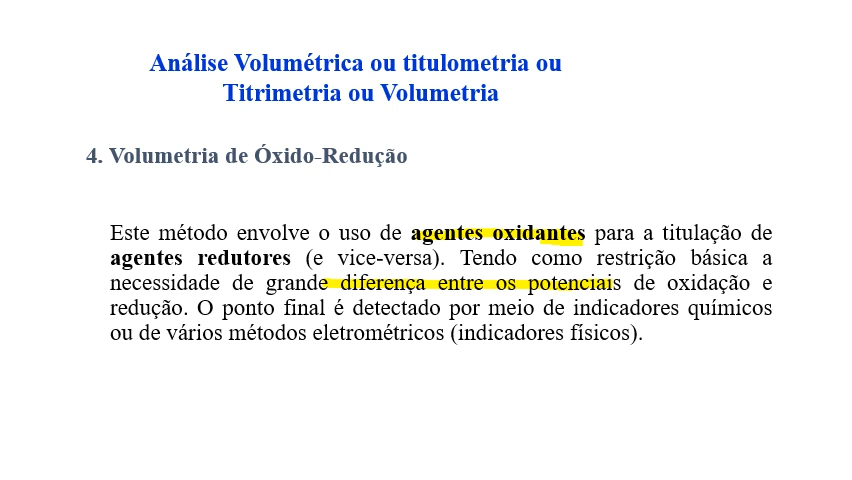 Análise Volumétrica ou titulometria ou
Titrimetria ou Volumetria
4. Volumetria de Óxido-Redução
Este método envolve o uso de agentes oxidantes para a titulação de
agentes redutores (e vice-versa). Tendo como restrição básica a
necessidade de grande diferença entre os potenciais de oxidação e
redução. O ponto final é detectado por meio de indicadores químicos
ou de vários métodos eletrométricos (indicadores físicos).